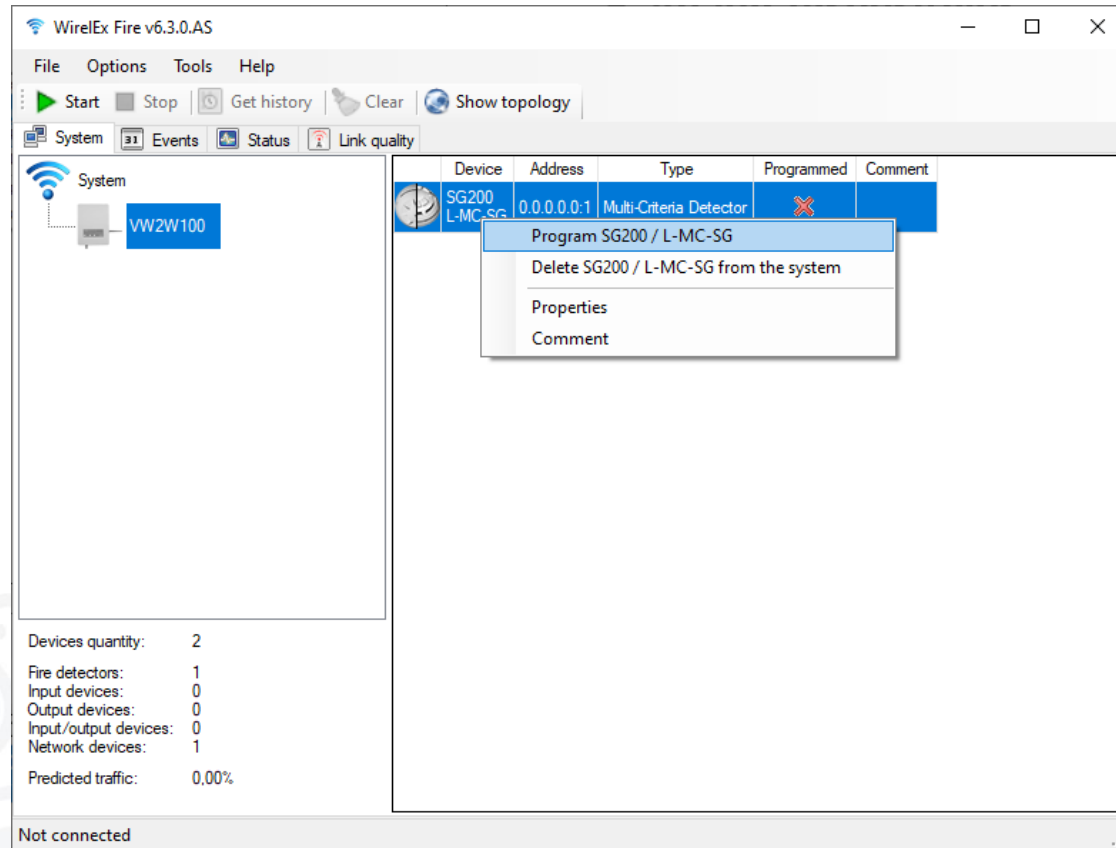 WirelEx Fire v6.3.0.AS
File Options Tools Help
Start Stop Get history Clear Show topology
System 31 Events Status Link quality
System
VW2W100
Device Address Type Programmed Comment
SG200
L-MC-SG 0.0.0.0.0:1 Multi-Criteria Detector
Program SG200 / L-MC-SG
Delete SG200 / L-MC-SG from the system
Properties
Comment
Devices quantity: 2
Fire detectors: 1
Input devices: 0
Output devices: 0
Input/output devices: 0
Network devices: 1
Predicted traffic: 0,00%
Not connected